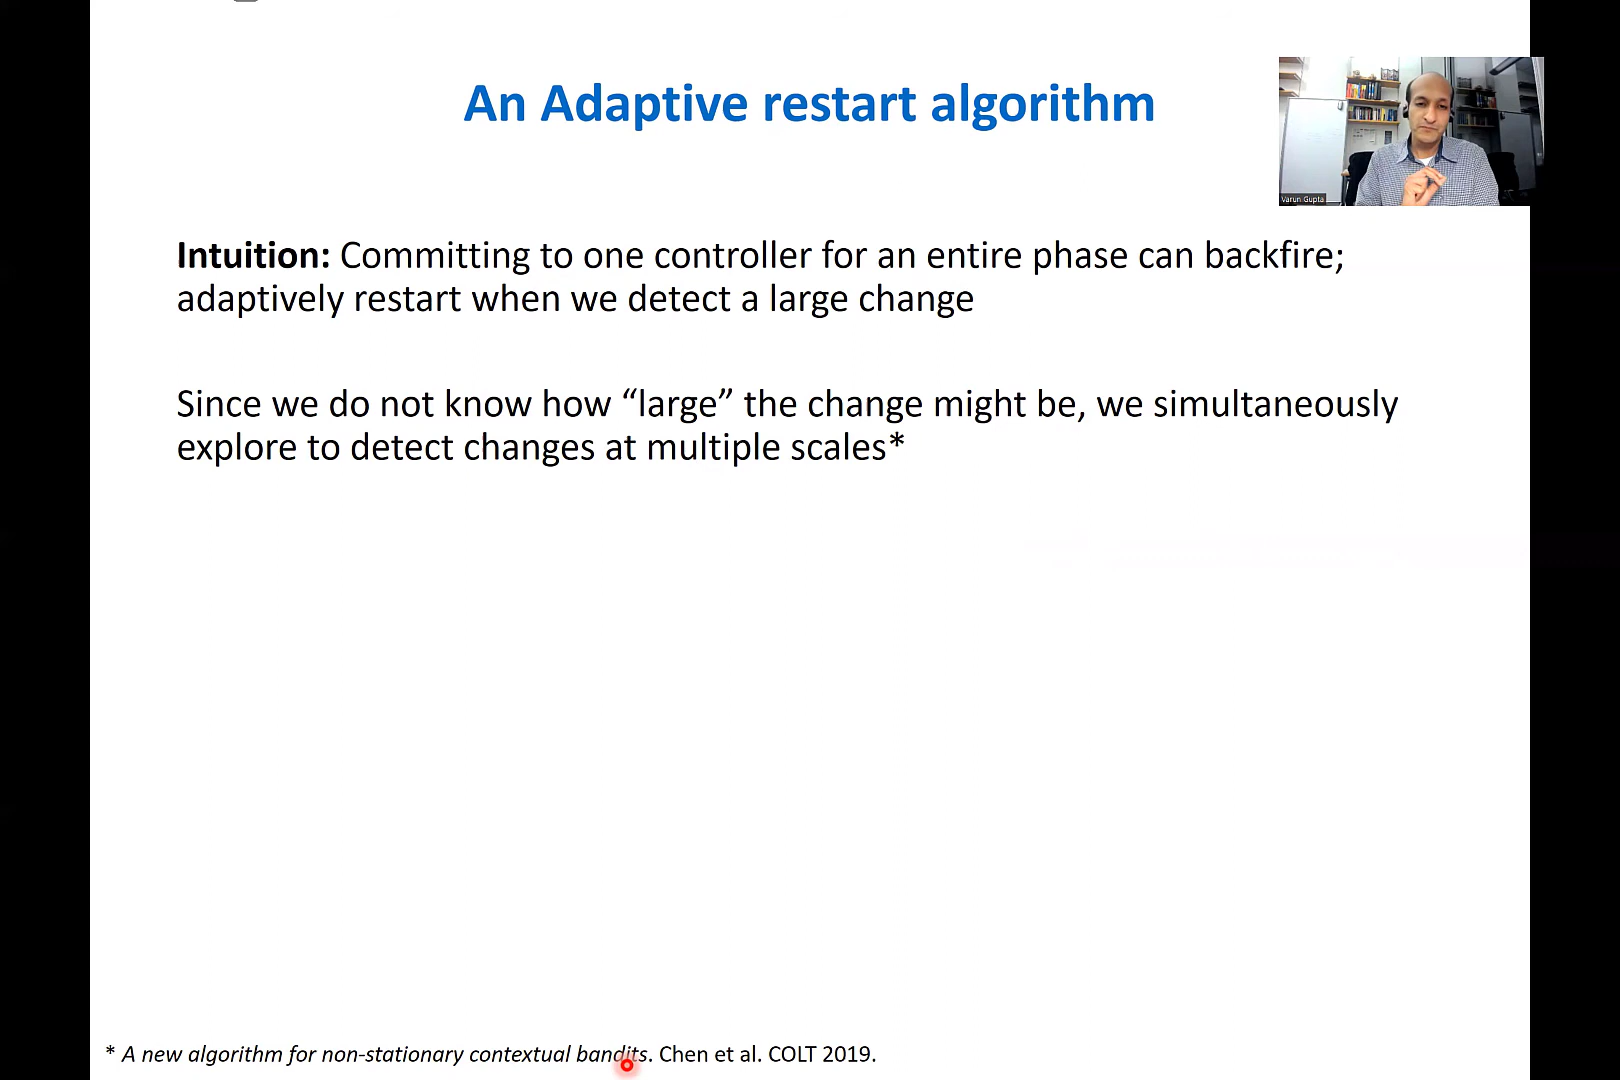 An Adaptive restart algorithm
Varun Gupta
Intuition: Committing to one controller for an entire phase can backfire;
adaptively restart when we detect a large change
Since we do not know how “large” the change might be, we simultaneously
explore to detect changes at multiple scales*
* A new algorithm for non-stationary contextual bandits. Chen et al. COLT 2019.